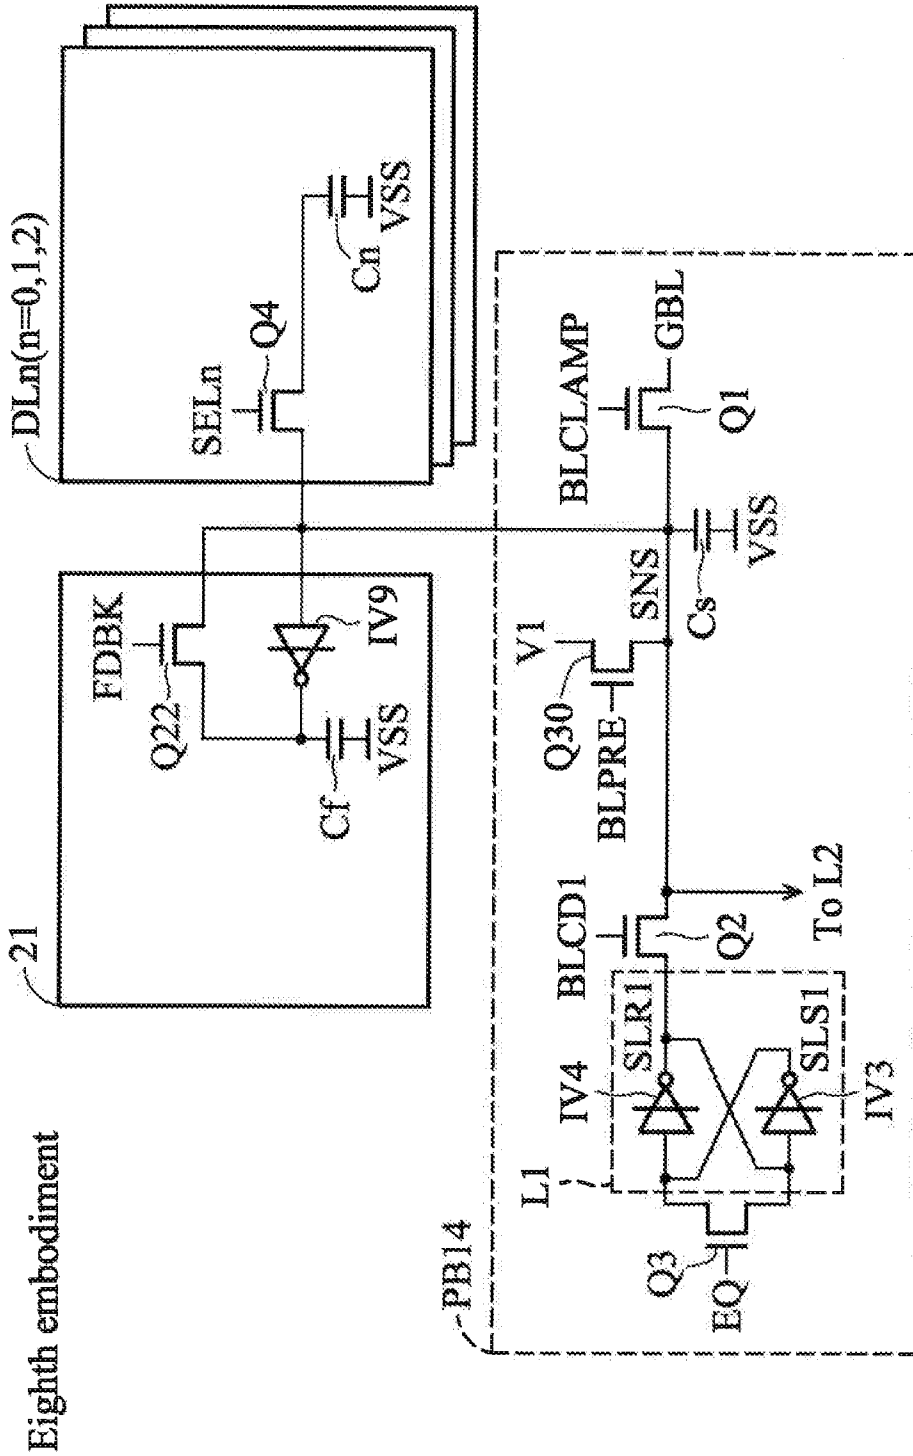 Eighth embodiment
21
FDBK
Q22
IV9
Cf
VSS
DLn(n=0,1,2)
SELn
Q4
Cn
VSS
PB14
L1
Q3
EQ
IV4
SLR1
SLS1
IV3
BLCD1
Q2
To L2
V1
Q30
BLPRE
SNS
Cs
VSS
BLCLAMP
Q1
GBL